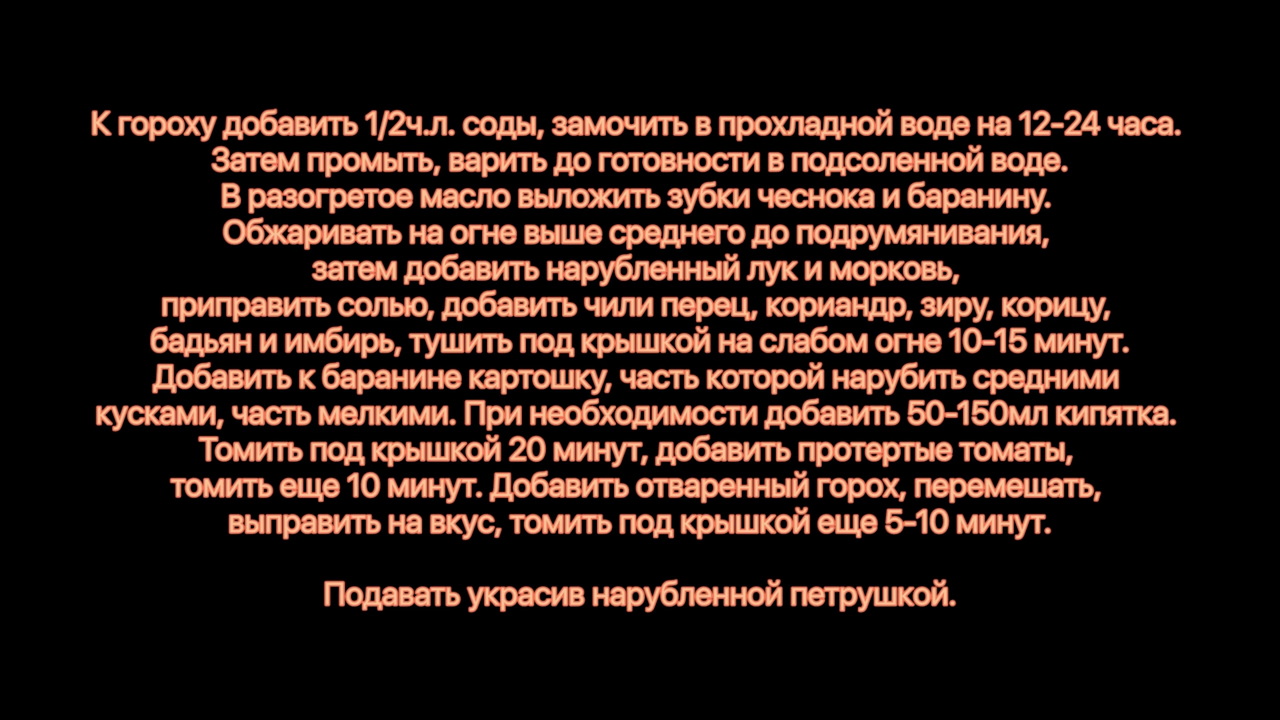 К гороху добавить 1/2ч.л. соды, замочить в прохладной воде на 12-24 часа.
Затем промыть, варить до готовности в подсоленной воде.
В разогретое масло выложить зубки чеснока и баранину.
Обжаривать на огне выше среднего до подрумянивания,
затем добавить нарубленный лук и морковь,
приправить солью, добавить чили перец, кориандр, зиру, корицу,
бадьян и имбирь, тушить под крышкой на слабом огне 10-15 минут.
Добавить к баранине картошку, часть которой нарубить средними
кусками, часть мелкими. При необходимости добавить 50-150мл кипятка.
Томить под крышкой 20 минут, добавить протертые томаты,
томить еще 10 минут. Добавить отваренный горох, перемешать,
выправить на вкус, томить под крышкой еще 5-10 минут.
Подавать украсив нарубленной петрушкой.